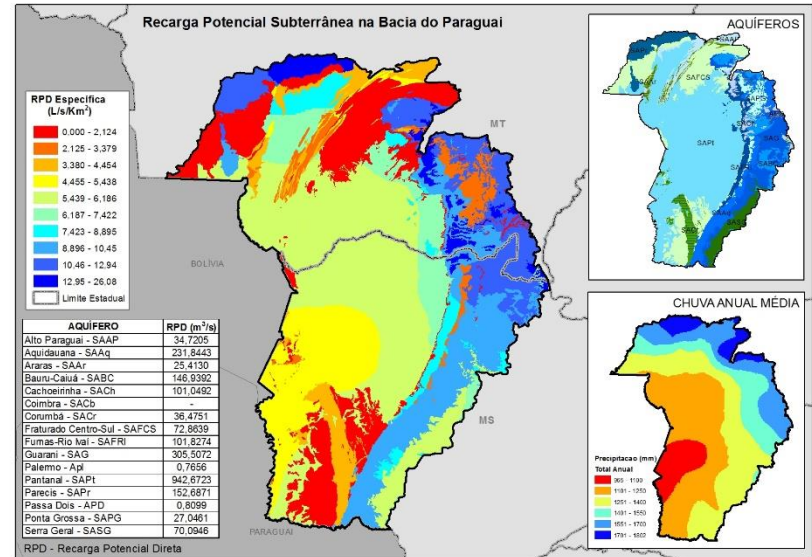 Recarga Potencial Subterrânea na Bacia do Paraguai
RPD Específica
(L/s/Km²)
0.000 - 2,124
2.125 - 3,379
3.380 - 4.454
4.455 - 5,438
5.439 - 6,186
6.187 - 7,422
7.423 - 8,895
8.896 - 10.45
10.46 - 12.94
12.95 - 26.08
Limite Estadual
MT
BOLÍVIA
MS
PARAGUAI
AQUÍFERO RPD (m³/s)
Alto Paraguai - SAAP 34,7205
Aquidauana - SAAq 231,8443
Araras - SAAr 25,4130
Bauru-Caiuá - SABC 146,9392
Cachoeirinha - SACh 101,0492
Coimbra - SACb -
Corumbá - SACr 36,4751
Fraturado Centro-Sul - SAFCS 72,8639
Furnas-Rio Ivaí - SAFRI 101,8274
Guarani - SAG 305,5072
Palermo - Apl 0,7656
Pantanal - SAPt 942,6723
Parecis - SAPr 152,6871
Passa Dois - APD 0,8099
Ponta Grossa - SAPG 27,0461
Serra Geral - SASG 70,0946
RPD - Recarga Potencial Direta
AQUÍFEROS
SAFCS
SAPt
SACr
CHUVA ANUAL MÉDIA
Precipitacao (mm)
Total Anual
1101 - 1250
1251 - 1400
1401 - 1550
1551 - 1700